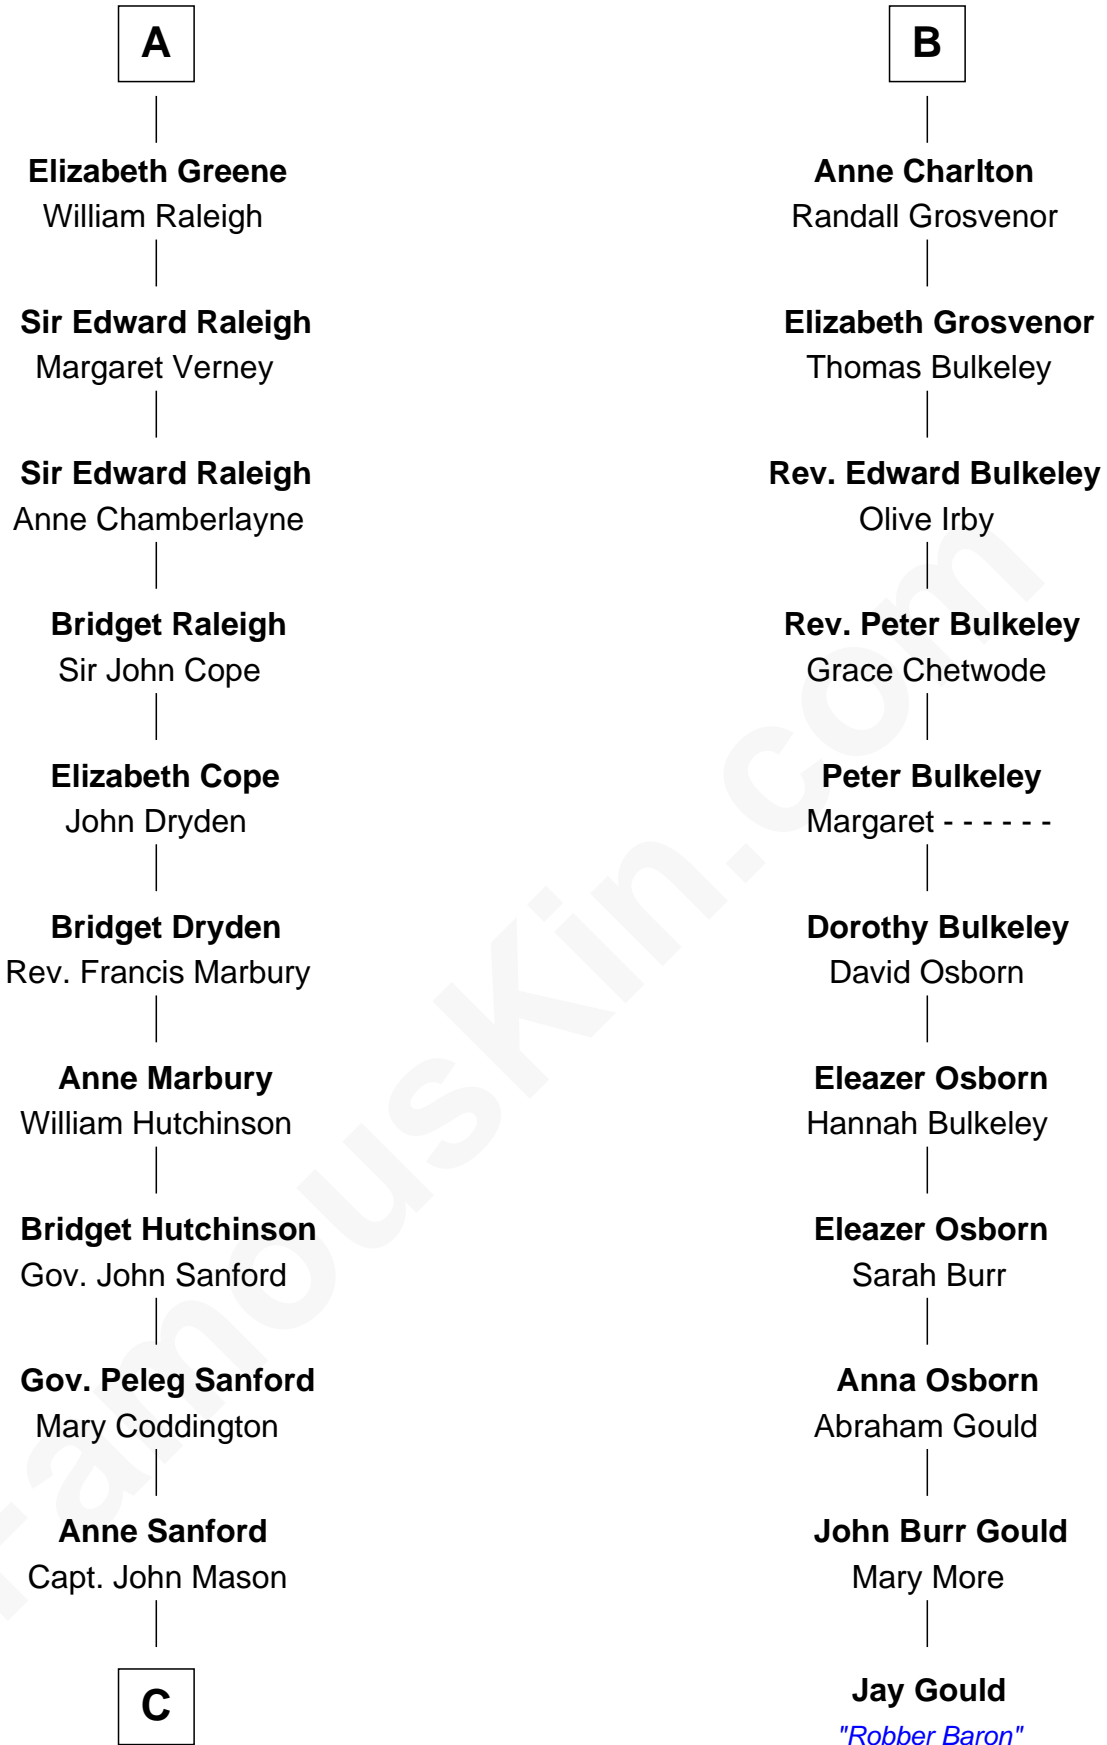 A
Elizabeth Greene
William Raleigh
Sir Edward Raleigh
Margaret Verney
Sir Edward Raleigh
Anne Chamberlayne
Bridget Raleigh
Sir John Cope
Elizabeth Cope
John Dryden
Bridget Dryden
Rev. Francis Marbury
Anne Marbury
William Hutchinson
Bridget Hutchinson
Gov. John Sanford
Gov. Peleg Sanford
Mary Coddington
Anne Sanford
Capt. John Mason
C
B
Anne Charlton
Randall Grosvenor
Elizabeth Grosvenor
Thomas Bulkeley
Rev. Edward Bulkeley
Olive Irby
Rev. Peter Bulkeley
Grace Chetwode
Peter Bulkeley
Margaret - - - - - -
Dorothy Bulkeley
David Osborn
Eleazer Osborn
Hannah Bulkeley
Eleazer Osborn
Sarah Burr
Anna Osborn
Abraham Gould
John Burr Gould
Mary More
Jay Gould
"Robber Baron"
FamousKin.com